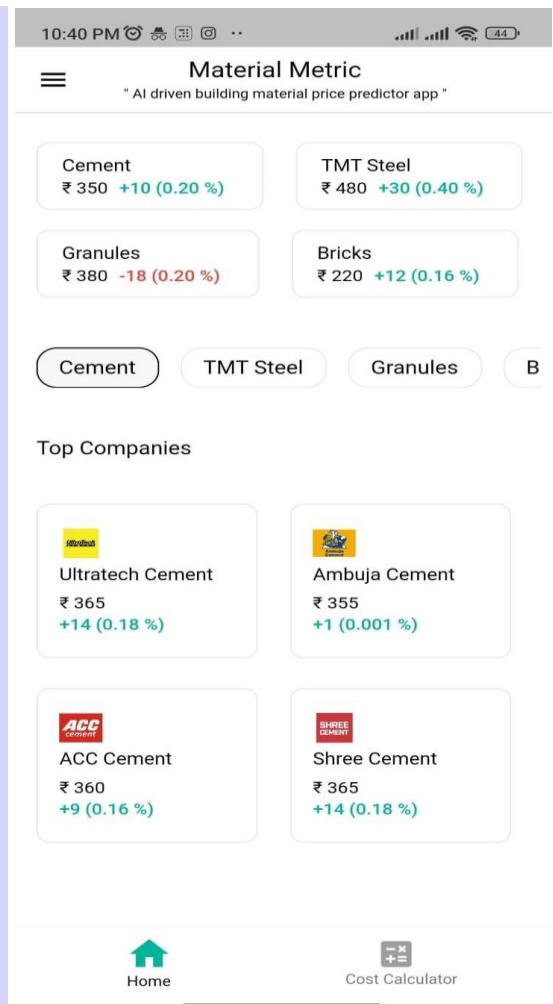 10:40 PM
44
Material Metric
" AI driven building material price predictor app "
Cement
₹ 350 +10 (0.20 %)
TMT Steel
₹ 480 +30 (0.40 %)
Granules
₹ 380 -18 (0.20 %)
Bricks
₹ 220 +12 (0.16 %)
Cement
TMT Steel
Granules
B
Top Companies
UltraTech
Ultratech Cement
₹ 365
+14 (0.18 %)
Ambuja
Cement
Ambuja Cement
₹ 355
+1 (0.001 %)
ACC
cement
ACC Cement
₹ 360
+9 (0.16 %)
SHREE
CEMENT
Shree Cement
₹ 365
+14 (0.18 %)
Home
Cost Calculator